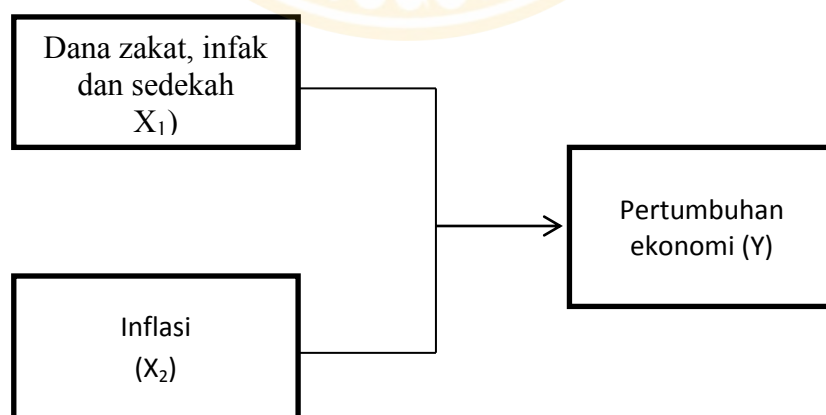 Dana zakat, infak
dan sedekah
X₁)
Pertumbuhan
ekonomi (Y)
Inflasi
(X₂)